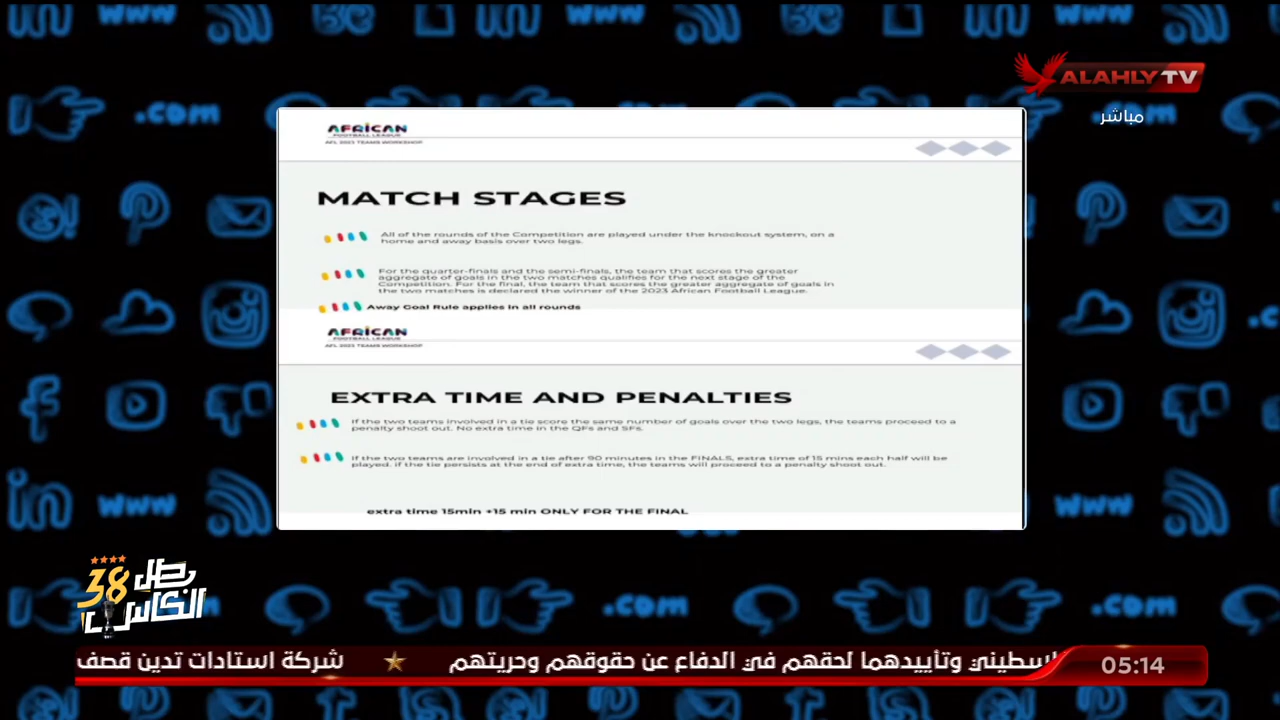 ALAHLY TV
مباشر
AFRICAN
FOOTBALL LEAGUE
AFL 2023 TEAMS WORKSHOP
MATCH STAGES
All of the rounds of the Competition are played under the knockout system, on a
home and away basis over two legs.
For the quarter-finals and the semi-finals, the team that scores the greater
aggregate of goals in the two matches qualifies for the next stage of the
Competition. For the final, the team that scores the greater aggregate of goals in
the two matches is declared the winner of the 2023 African Football League.
Away Goal Rule applies in all rounds
AFRICAN
FOOTBALL LEAGUE
AFL 2023 TEAMS WORKSHOP
EXTRA TIME AND PENALTIES
If the two teams involved in a tie score the same number of goals over the two legs, the teams proceed to a
penalty shoot out. No extra time in the QFs and SFs.
If the two teams are involved in a tie after 90 minutes in the FINALS, extra time of 15 mins each half will be
played. if the tie persists at the end of extra time, the teams will proceed to a penalty shoot out.
extra time 15min +15 min ONLY FOR THE FINAL
بطل الكاس 38
لسطيني وتأييدهما لحقهم في الدفاع عن حقوقهم وحريتهم ★ شركة استادات تدين قصف
05:14
www
.com
.com
www
www
.com
.com